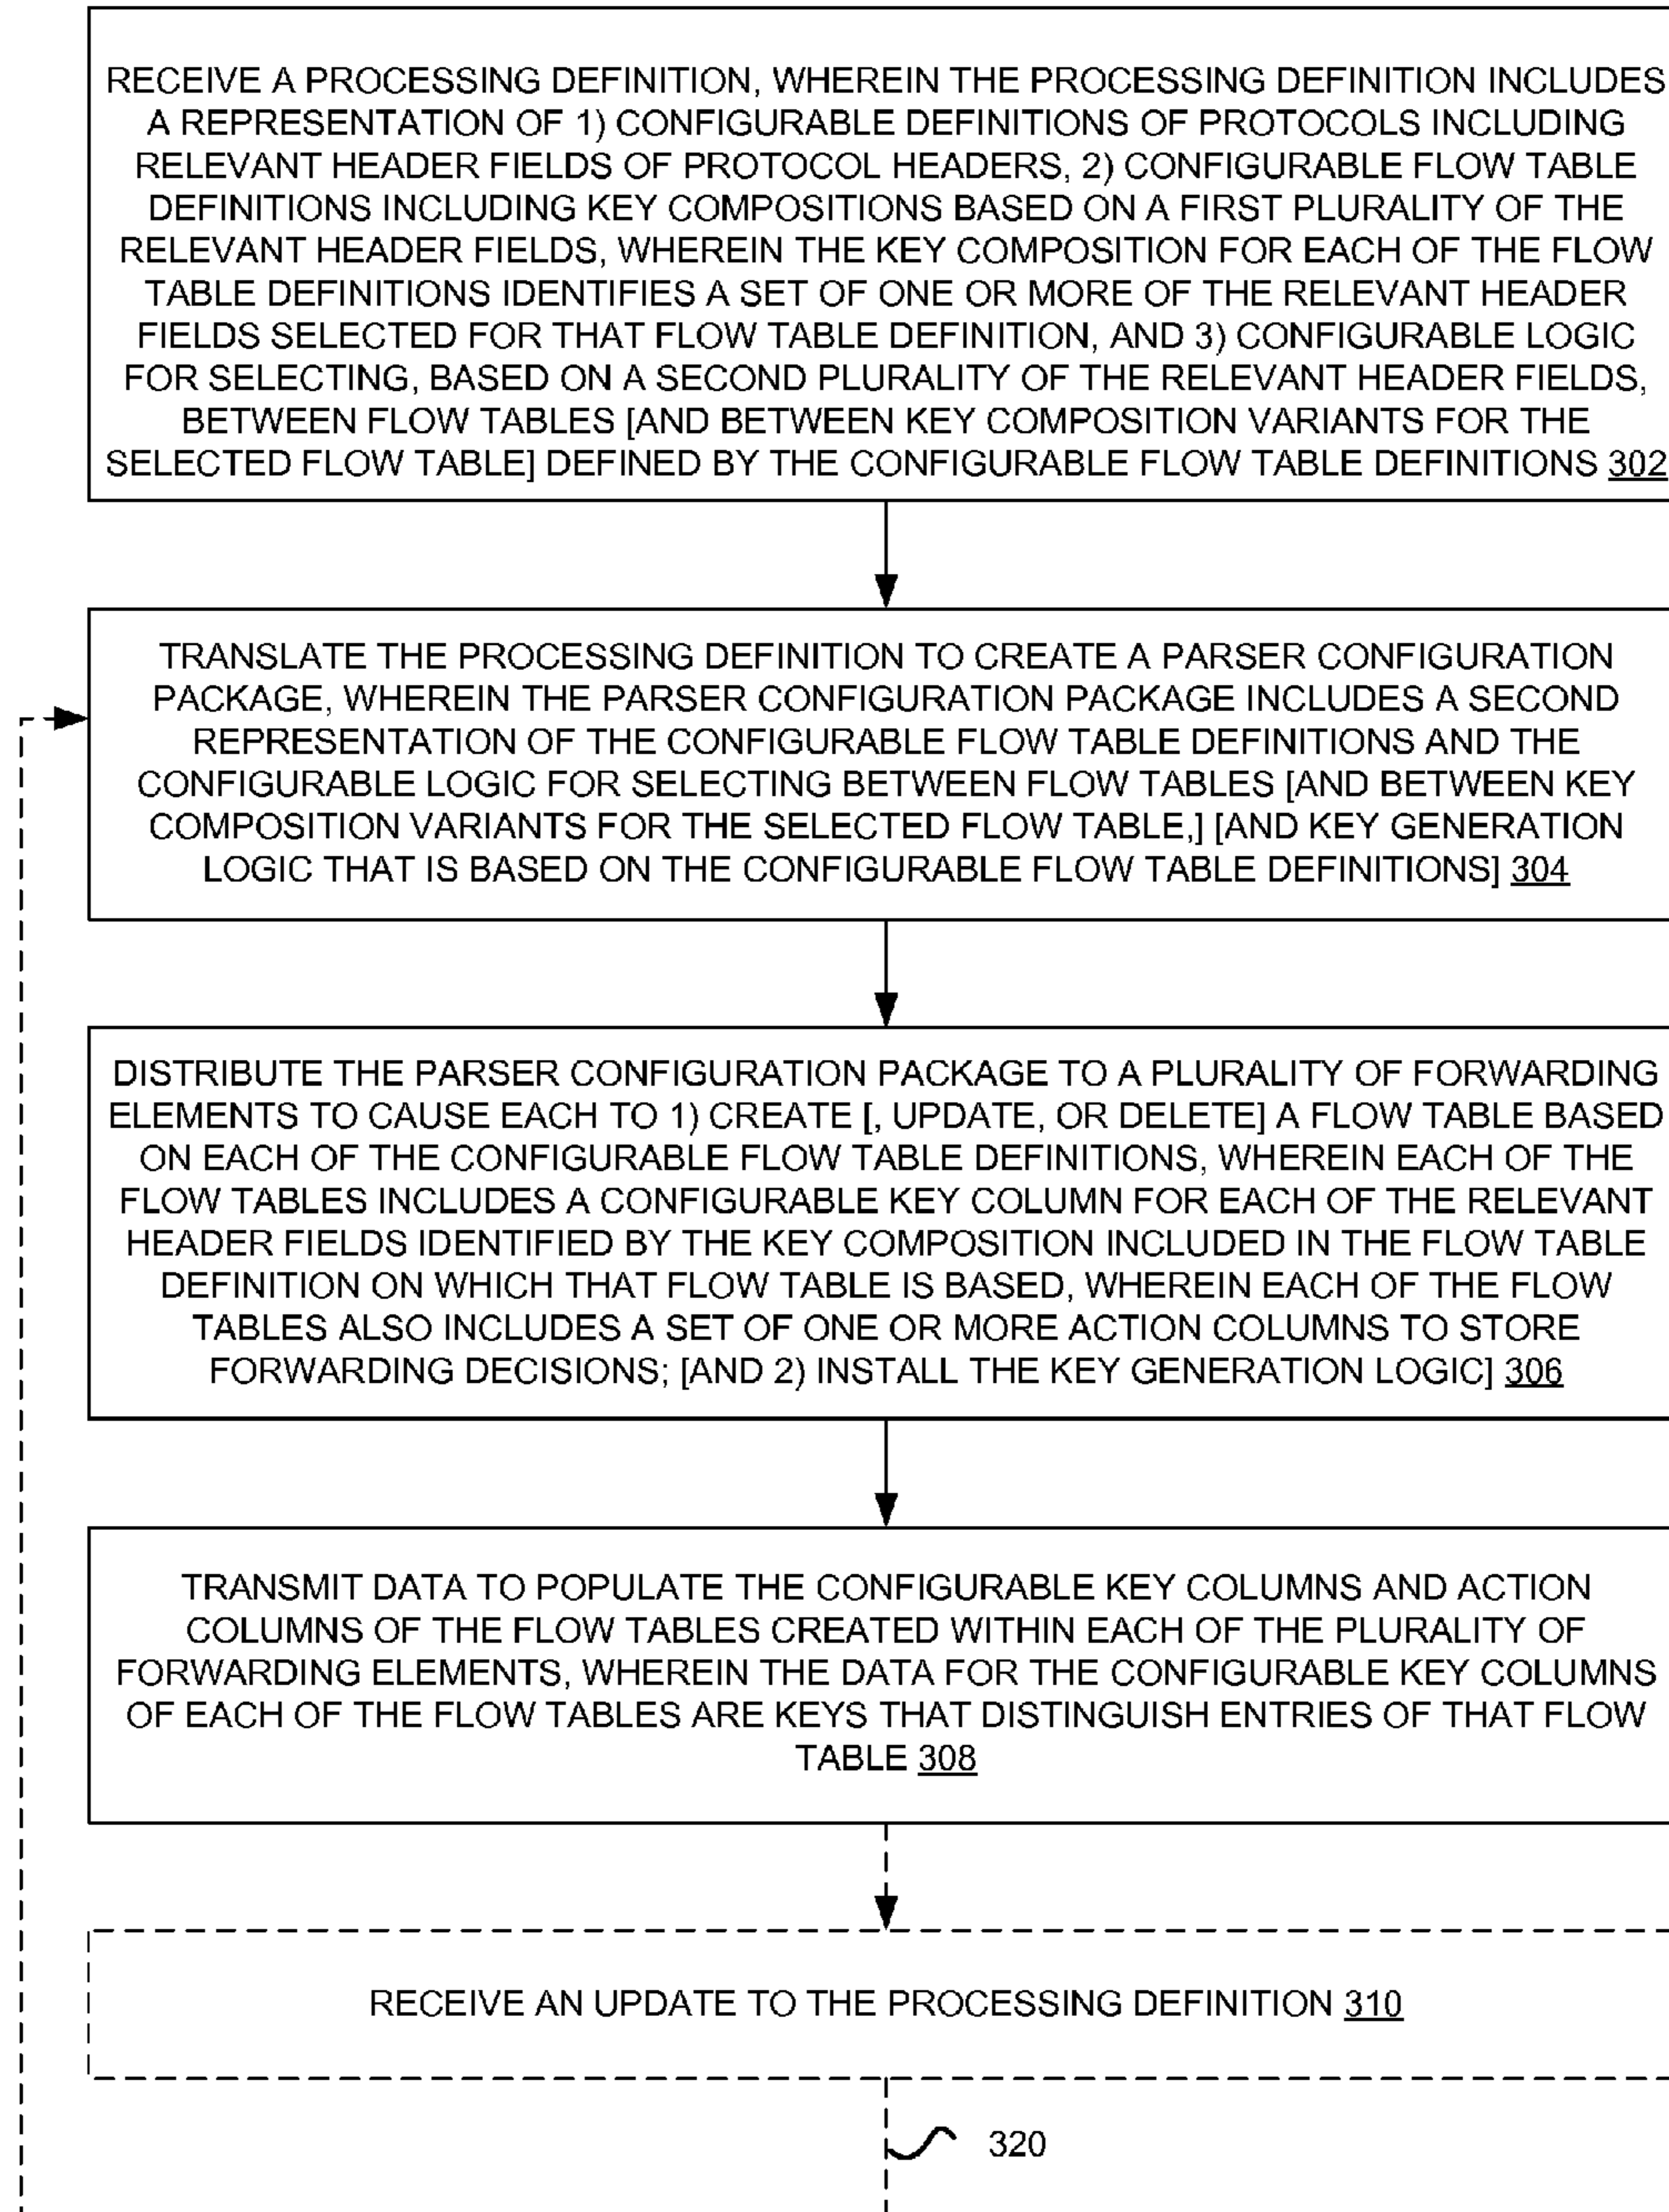 RECEIVE A PROCESSING DEFINITION, WHEREIN THE PROCESSING DEFINITION INCLUDES
A REPRESENTATION OF 1) CONFIGURABLE DEFINITIONS OF PROTOCOLS INCLUDING
RELEVANT HEADER FIELDS OF PROTOCOL HEADERS, 2) CONFIGURABLE FLOW TABLE
DEFINITIONS INCLUDING KEY COMPOSITIONS BASED ON A FIRST PLURALITY OF THE
RELEVANT HEADER FIELDS, WHEREIN THE KEY COMPOSITION FOR EACH OF THE FLOW
TABLE DEFINITIONS IDENTIFIES A SET OF ONE OR MORE OF THE RELEVANT HEADER
FIELDS SELECTED FOR THAT FLOW TABLE DEFINITION, AND 3) CONFIGURABLE LOGIC
FOR SELECTING, BASED ON A SECOND PLURALITY OF THE RELEVANT HEADER FIELDS,
BETWEEN FLOW TABLES [AND BETWEEN KEY COMPOSITION VARIANTS FOR THE
SELECTED FLOW TABLE] DEFINED BY THE CONFIGURABLE FLOW TABLE DEFINITIONS 302
TRANSLATE THE PROCESSING DEFINITION TO CREATE A PARSER CONFIGURATION
PACKAGE, WHEREIN THE PARSER CONFIGURATION PACKAGE INCLUDES A SECOND
REPRESENTATION OF THE CONFIGURABLE FLOW TABLE DEFINITIONS AND THE
CONFIGURABLE LOGIC FOR SELECTING BETWEEN FLOW TABLES [AND BETWEEN KEY
COMPOSITION VARIANTS FOR THE SELECTED FLOW TABLE,] [AND KEY GENERATION
LOGIC THAT IS BASED ON THE CONFIGURABLE FLOW TABLE DEFINITIONS] 304
DISTRIBUTE THE PARSER CONFIGURATION PACKAGE TO A PLURALITY OF FORWARDING
ELEMENTS TO CAUSE EACH TO 1) CREATE [, UPDATE, OR DELETE] A FLOW TABLE BASED
ON EACH OF THE CONFIGURABLE FLOW TABLE DEFINITIONS, WHEREIN EACH OF THE
FLOW TABLES INCLUDES A CONFIGURABLE KEY COLUMN FOR EACH OF THE RELEVANT
HEADER FIELDS IDENTIFIED BY THE KEY COMPOSITION INCLUDED IN THE FLOW TABLE
DEFINITION ON WHICH THAT FLOW TABLE IS BASED, WHEREIN EACH OF THE FLOW
TABLES ALSO INCLUDES A SET OF ONE OR MORE ACTION COLUMNS TO STORE
FORWARDING DECISIONS; [AND 2) INSTALL THE KEY GENERATION LOGIC] 306
TRANSMIT DATA TO POPULATE THE CONFIGURABLE KEY COLUMNS AND ACTION
COLUMNS OF THE FLOW TABLES CREATED WITHIN EACH OF THE PLURALITY OF
FORWARDING ELEMENTS, WHEREIN THE DATA FOR THE CONFIGURABLE KEY COLUMNS
OF EACH OF THE FLOW TABLES ARE KEYS THAT DISTINGUISH ENTRIES OF THAT FLOW
TABLE 308
RECEIVE AN UPDATE TO THE PROCESSING DEFINITION 310
320